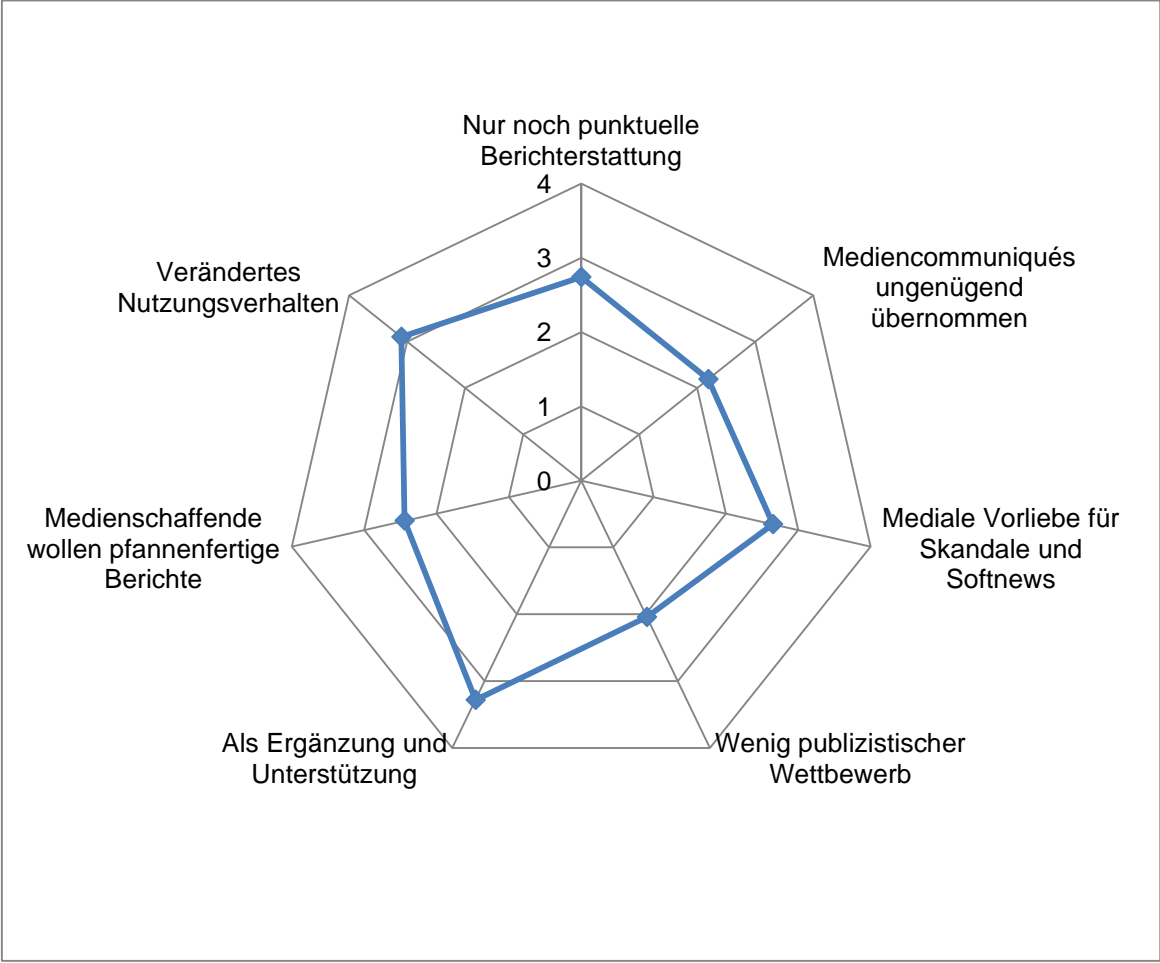 Nur noch punktuelle
Berichterstattung
4
3
2
1
0
Mediencommuniqués
ungenügend
übernommen
Mediale Vorliebe für
Skandale und
Softnews
Wenig publizistischer
Wettbewerb
Als Ergänzung und
Unterstützung
Medienschaffende
wollen pfannenfertige
Berichte
Verändertes
Nutzungsverhalten